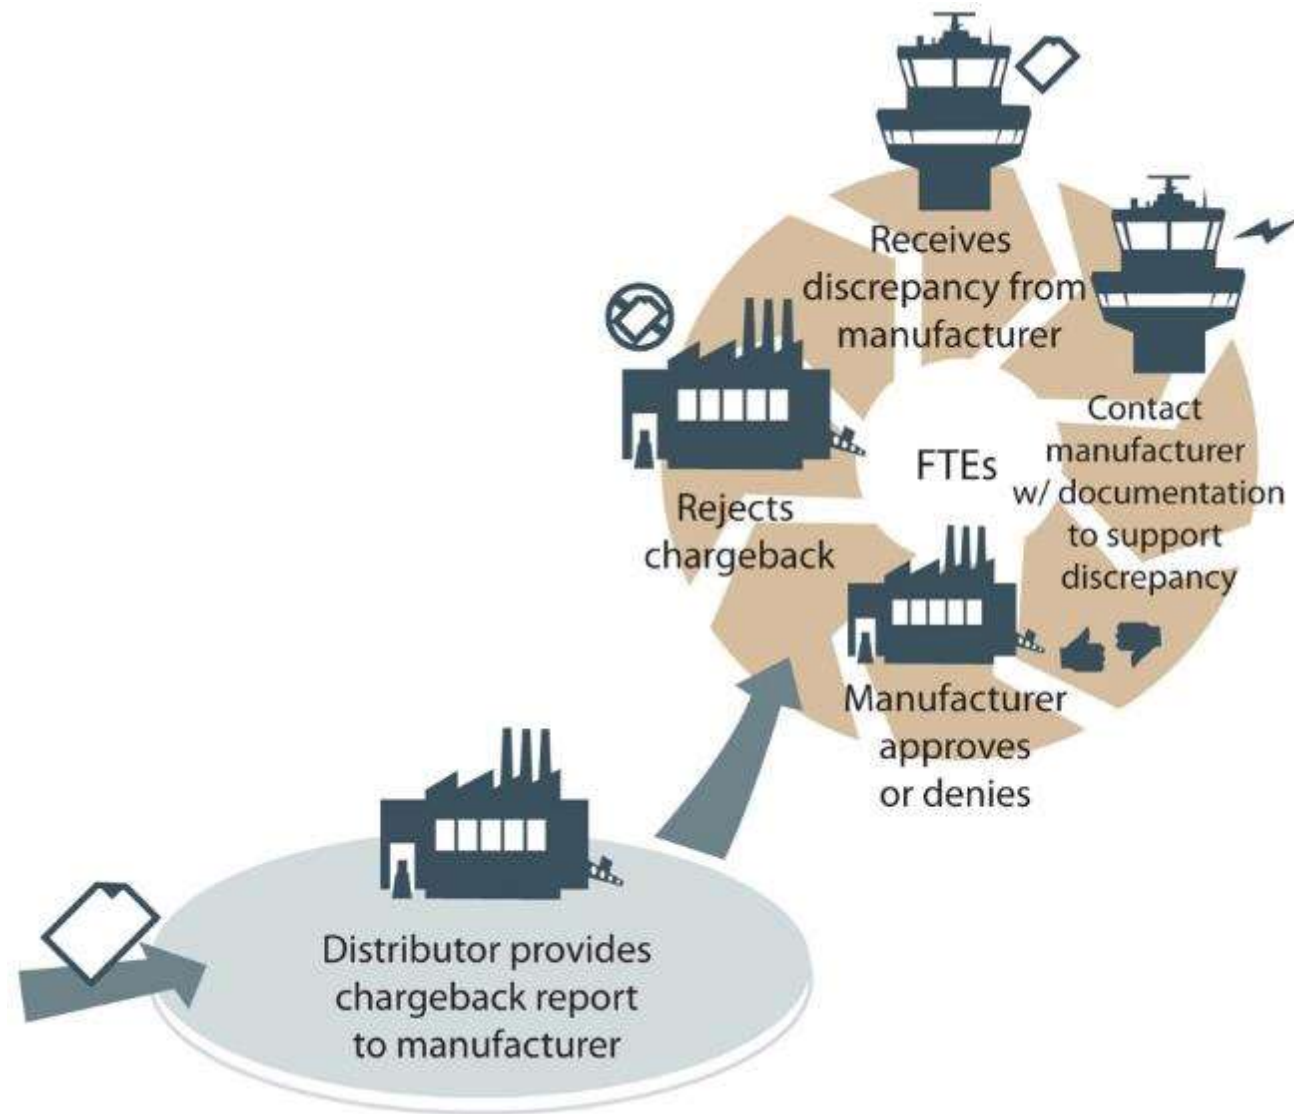 Receives
discrepancy from
manufacturer
Contact
manufacturer
w/ documentation
to support
discrepancy
FTEs
Rejects
chargeback
Manufacturer
approves
or denies
Distributor provides
chargeback report
to manufacturer